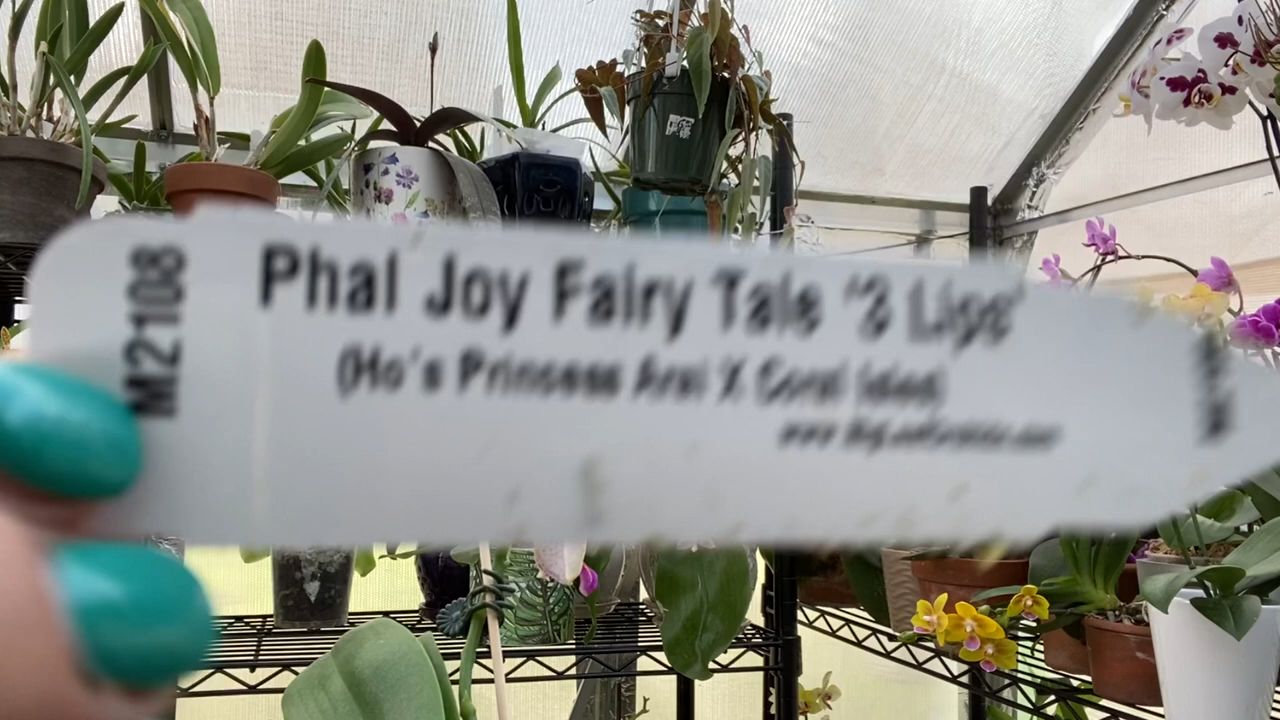 M2108
Phal Joy Fairy Tale '3 Lips'
(Ho's Princess Arai X Coral Isles)